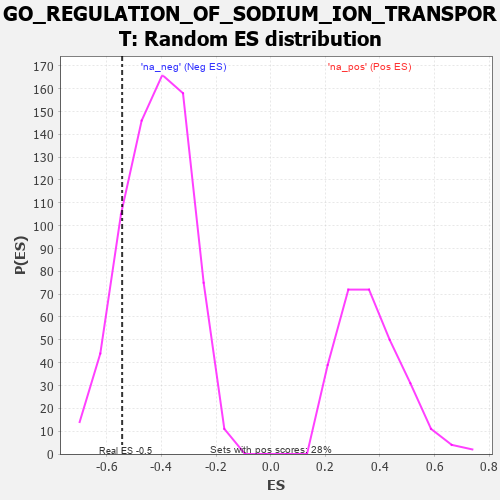 GO_REGULATION_OF_SODIUM_ION_TRANSPOR
T: Random ES distribution
'na_neg' (Neg ES)
'na_pos' (Pos ES)
170
160
150
140
130
120
110
100
90
80
70
60
50
40
30
20
10
0
P(ES)
Real ES -0.5
Sets with pos scores: 28%
-0.6 -0.4 -0.2 0.0 0.2 0.4 0.6 0.8
ES